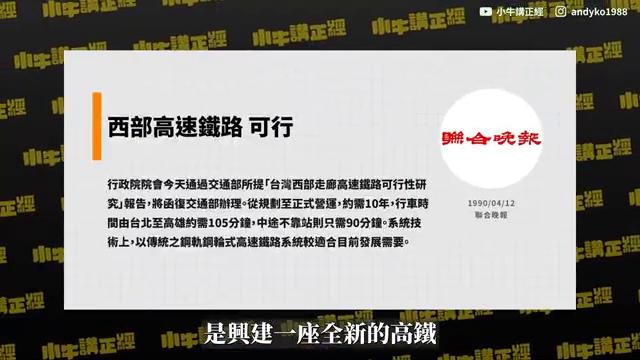 小牛講正經 andyko1988
西部高速鐵路 可行
聯合晚報
行政院院會今天通過交通部所提「台灣西部走廊高速鐵路可行性研
究」報告，將函復交通部辦理。從規劃至正式營運，約需10年，行車時
間由台北至高雄約需105分鐘，中途不靠站則只需90分鐘。系統技
術上，以傳統之鋼軌鋼輪式高速鐵路系統較適合目前發展需要。
1990/04/12
聯合晚報
是興建一座全新的高鐵